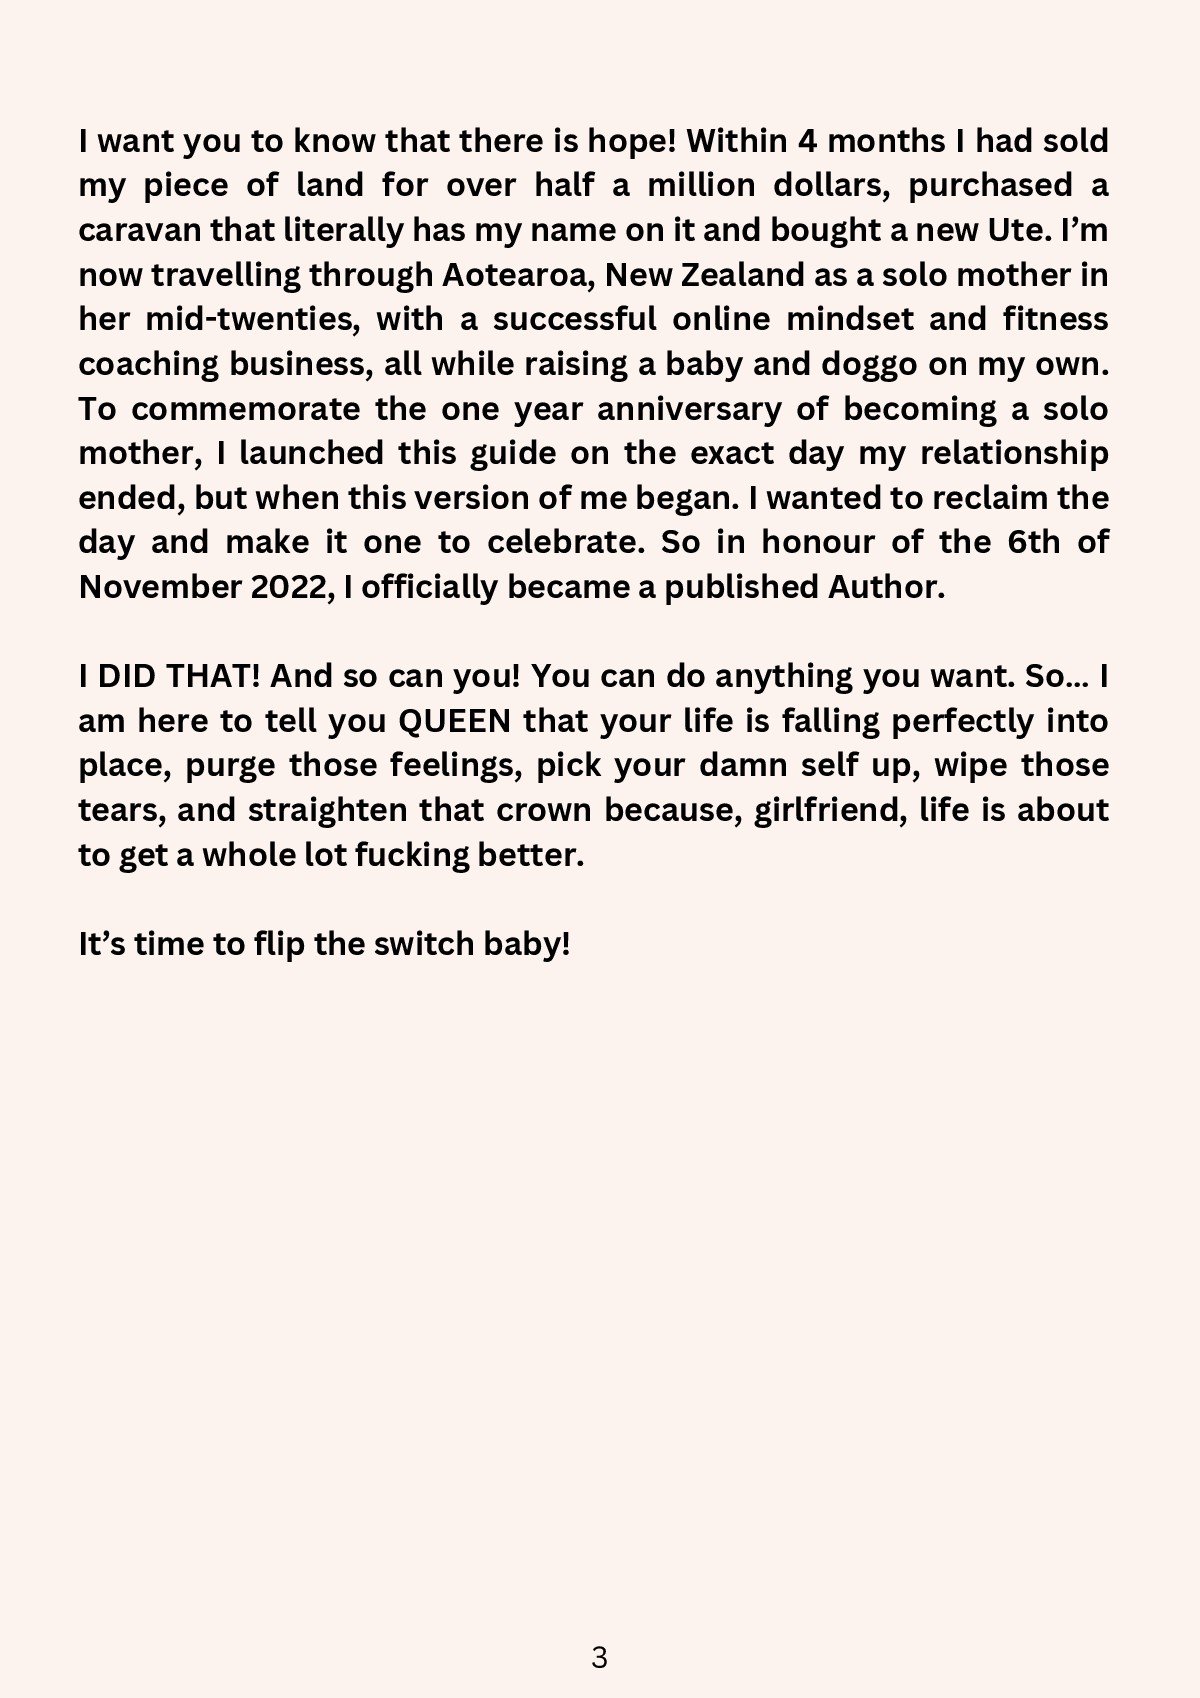 I want you to know that there is hope! Within 4 months I had sold
my piece of land for over half a million dollars, purchased a
caravan that literally has my name on it and bought a new Ute. I’m
now travelling through Aotearoa, New Zealand as a solo mother in
her mid-twenties, with a successful online mindset and fitness
coaching business, all while raising a baby and doggo on my own.
To commemorate the one year anniversary of becoming a solo
mother, I launched this guide on the exact day my relationship
ended, but when this version of me began. I wanted to reclaim the
day and make it one to celebrate. So in honour of the 6th of
November 2022, I officially became a published Author.
I DID THAT! And so can you! You can do anything you want. So... I
am here to tell you QUEEN that your life is falling perfectly into
place, purge those feelings, pick your damn self up, wipe those
tears, and straighten that crown because, girlfriend, life is about
to get a whole lot fucking better.
It’s time to flip the switch baby!
3